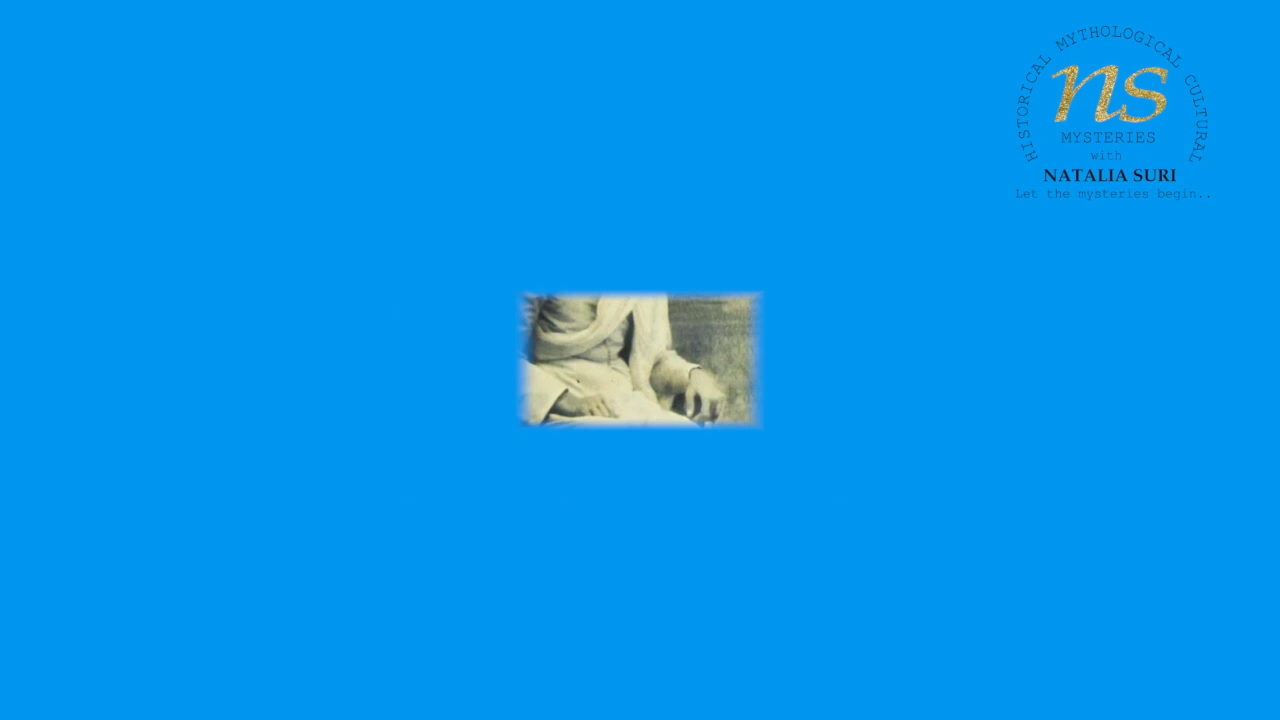 HISTORICAL MYTHOLOGICAL CULTURAL
ns
MYSTERIES
with
NATALIA SURI
Let the mysteries begin..